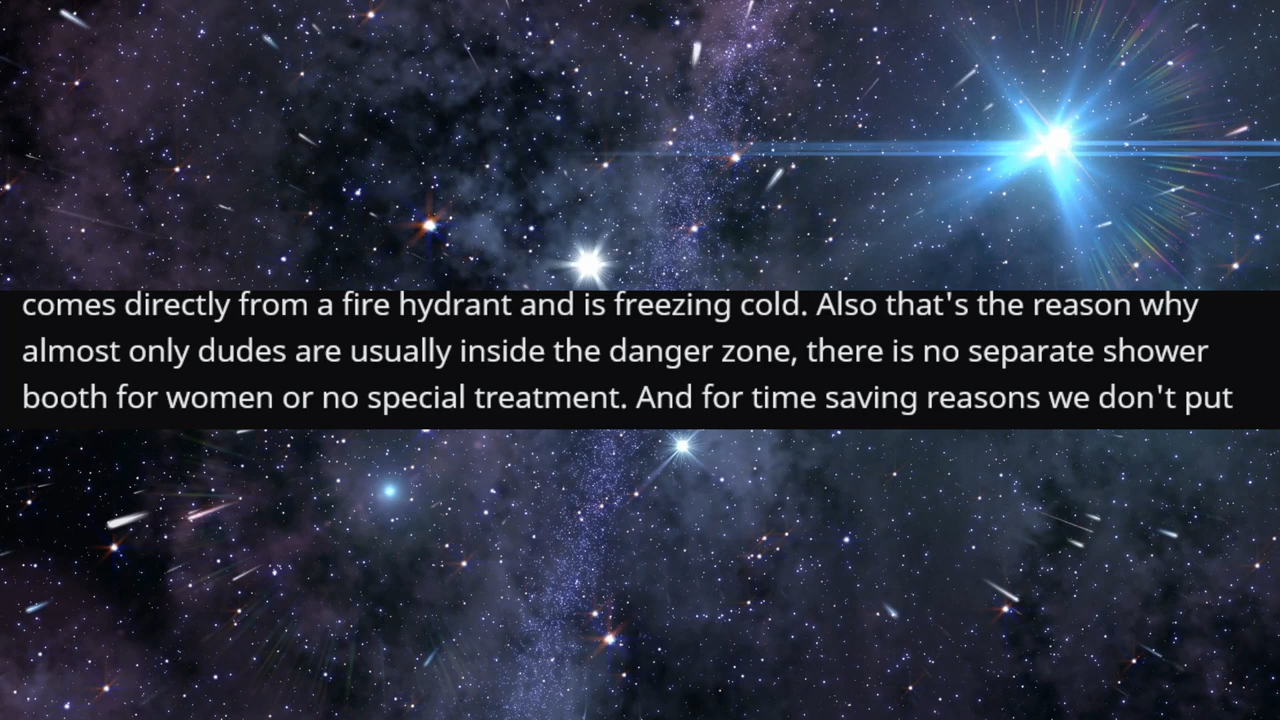 comes directly from a fire hydrant and is freezing cold. Also that's the reason why
almost only dudes are usually inside the danger zone, there is no separate shower
booth for women or no special treatment. And for time saving reasons we don't put